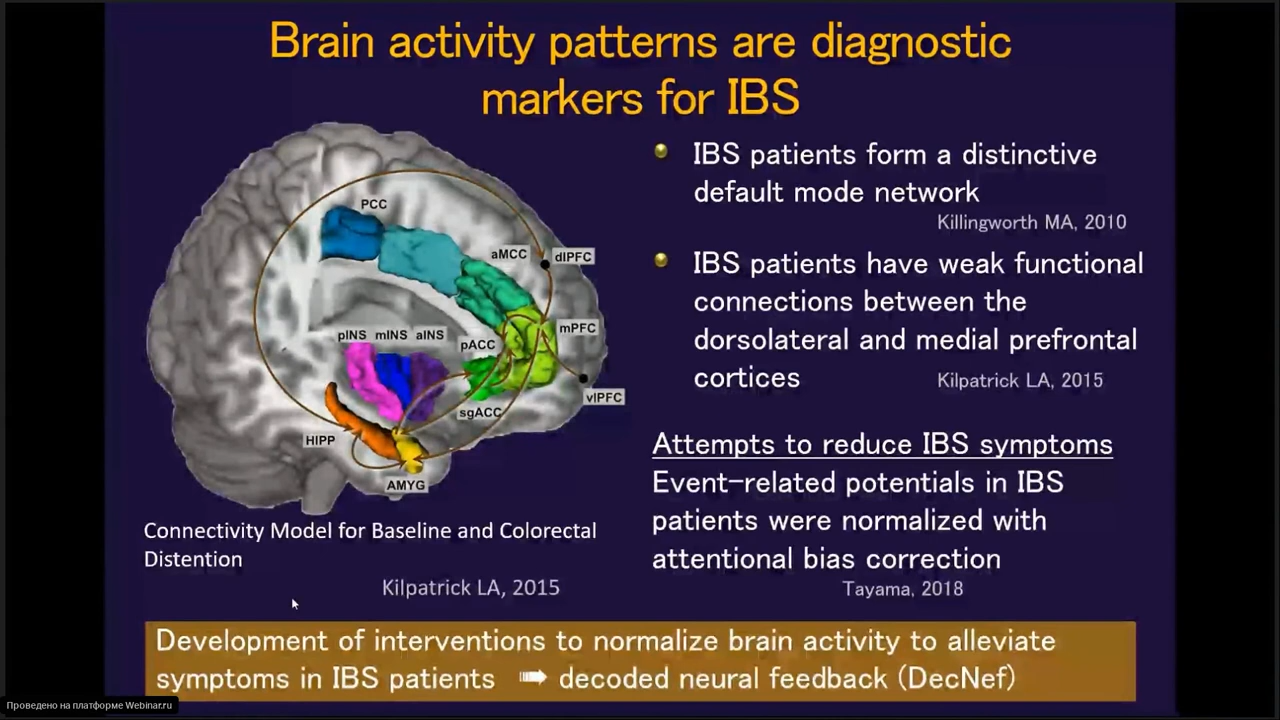 Brain activity patterns are diagnostic
markers for IBS
PCC
aMCC
dlPFC
pINS mINS aINS
pACC
mPFC
sgACC
vlPFC
HIPP
AMYG
Connectivity Model for Baseline and Colorectal
Distention
Kilpatrick LA, 2015
IBS patients form a distinctive
default mode network
Killingworth MA, 2010
IBS patients have weak functional
connections between the
dorsolateral and medial prefrontal
cortices
Kilpatrick LA, 2015
Attempts to reduce IBS symptoms
Event-related potentials in IBS
patients were normalized with
attentional bias correction
Tayama, 2018
Development of interventions to normalize brain activity to alleviate
symptoms in IBS patients ➠ decoded neural feedback (DecNef)
Проведено на платформе Webinar.ru